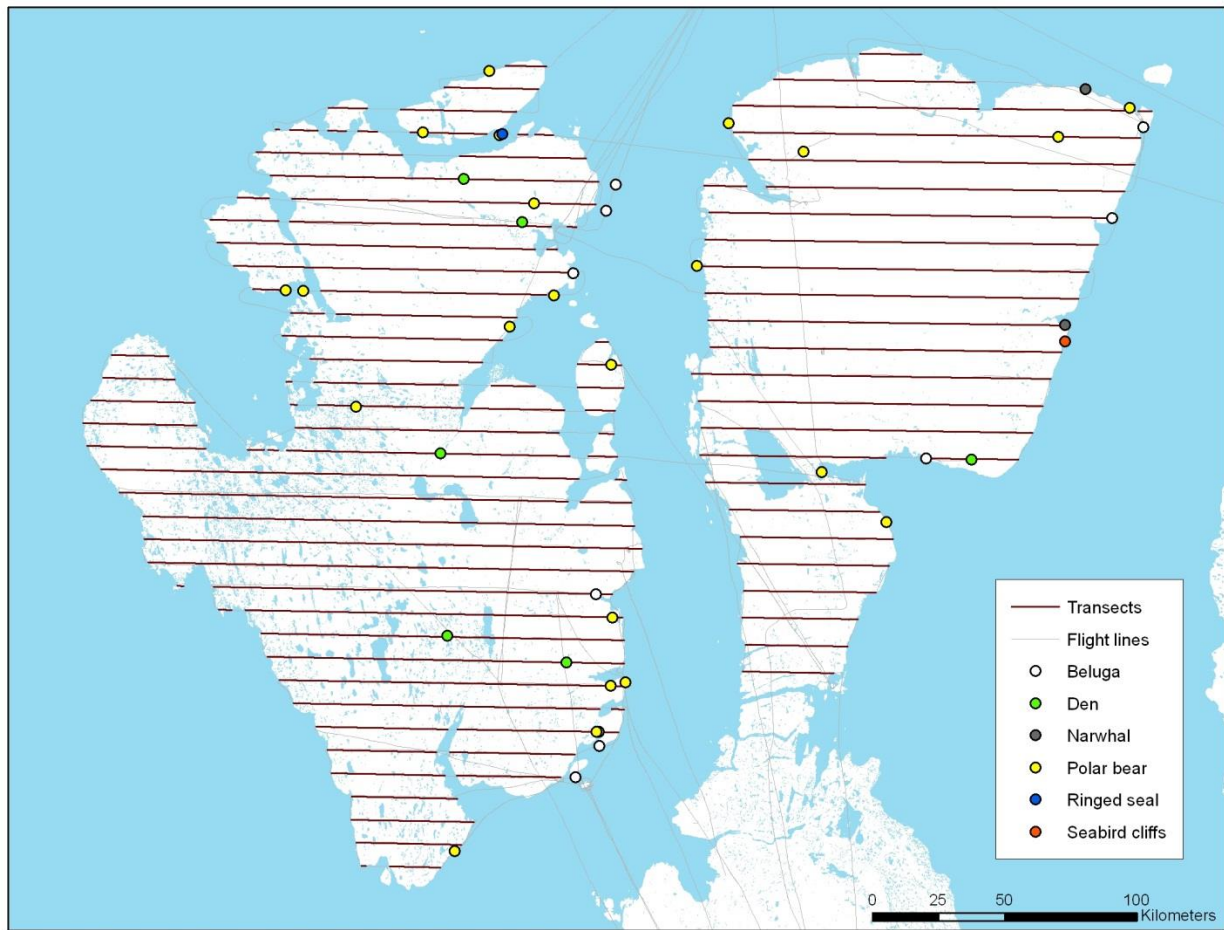 Transects
Flight lines
Beluga
Den
Narwhal
Polar bear
Ringed seal
Seabird cliffs
0 25 50 100
Kilometers